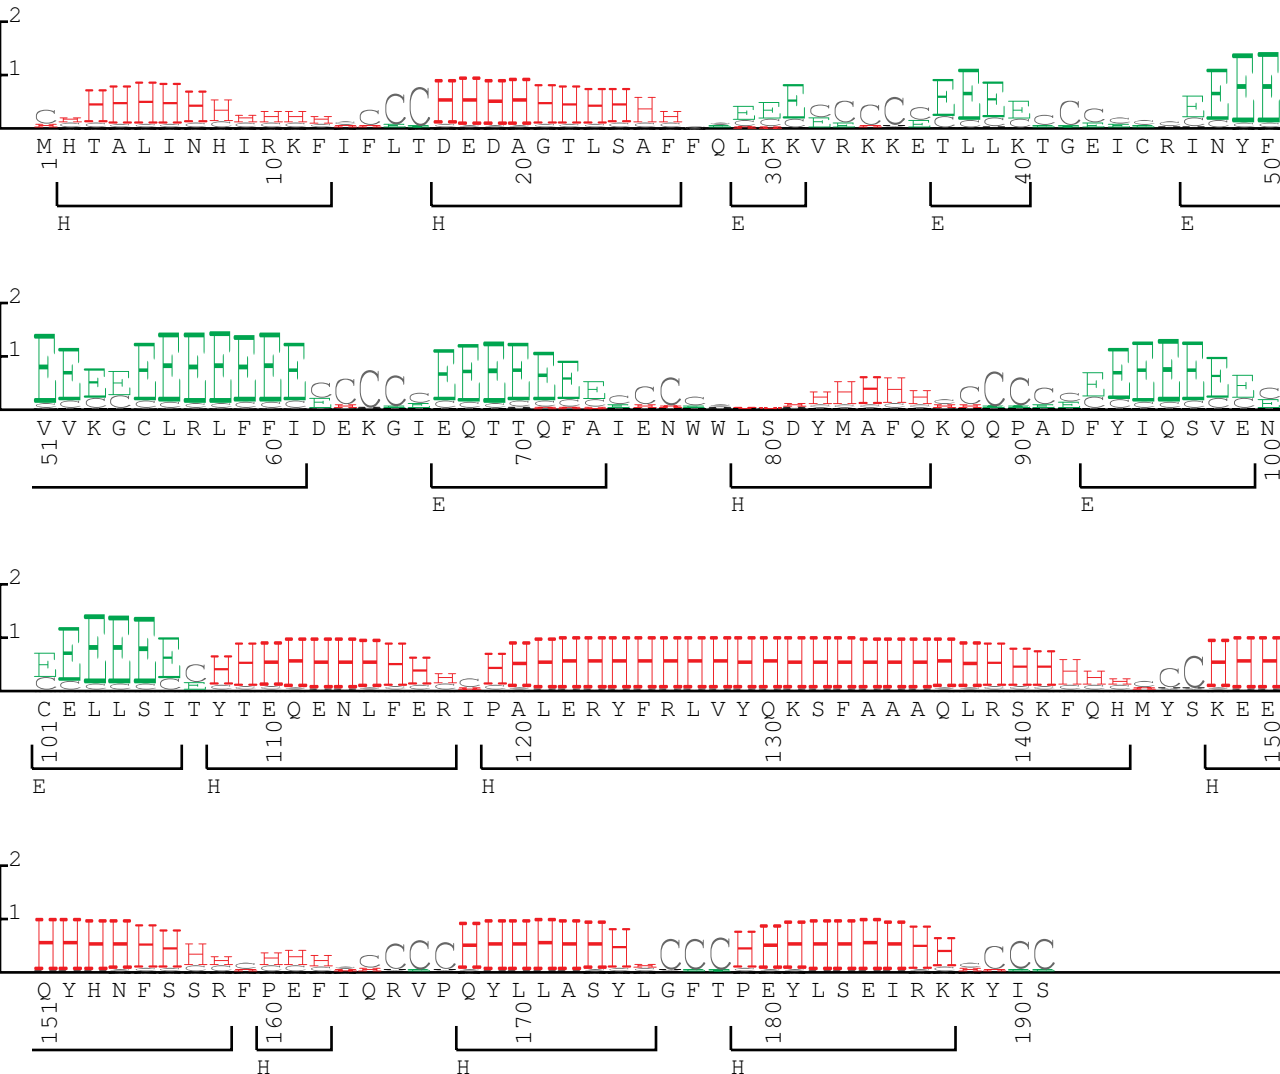 2
1
M H T A L I N H I R K F I F L T D E D A G T L S A F F Q L K K V R K K E T L L K T G E I C R I N Y F
1 10 20 30 40 50
H H E E E
2
1
V V K G C L R L F F I D E K G I E Q T T Q F A I E N W W L S D Y M A F Q K Q Q P A D F Y I Q S V E N
51 60 70 80 90 100
E H E
2
1
C E L L S I T Y T E Q E N L F E R I P A L E R Y F R L V Y Q K S F A A A Q L R S K F Q H M Y S K E E
101 110 120 130 140 150
E H H H
2
1
Q Y H N F S S R F P E F I Q R V P Q Y L L A S Y L G F T P E Y L S E I R K K Y I S
151 160 170 180 190
H H H